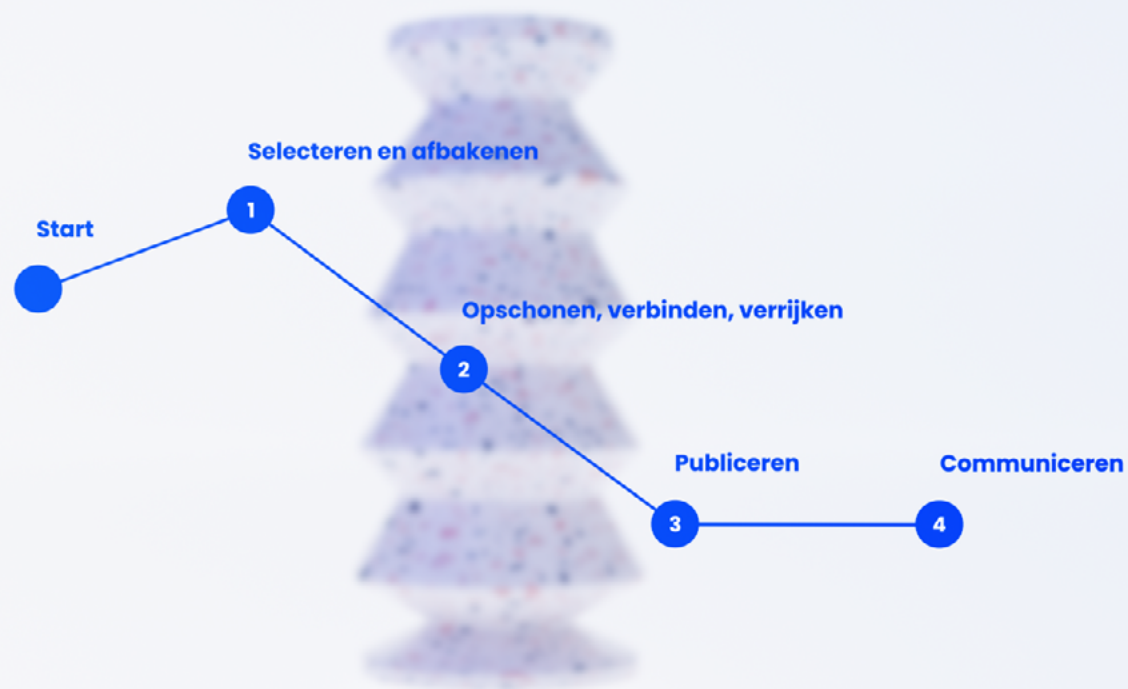 Selecteren en afbakenen
1
Start
Opschonen, verbinden, verrijken
2
Publiceren
Communiceren
3
4